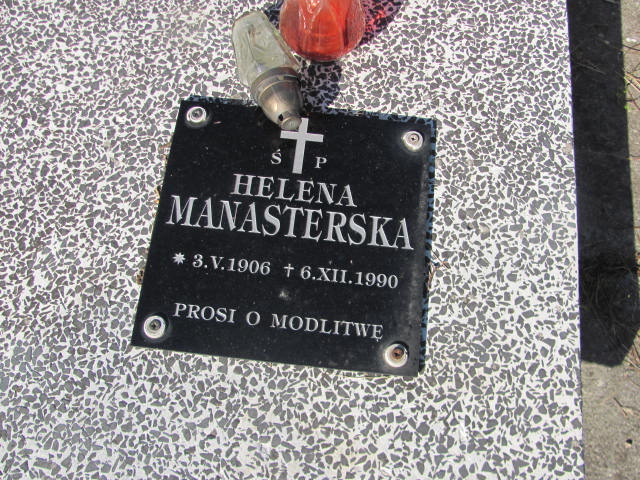 Ś P
HELENA
MANASTERSKA
* 3.V.1906 † 6.XII.1990
PROSI O MODLITWĘ